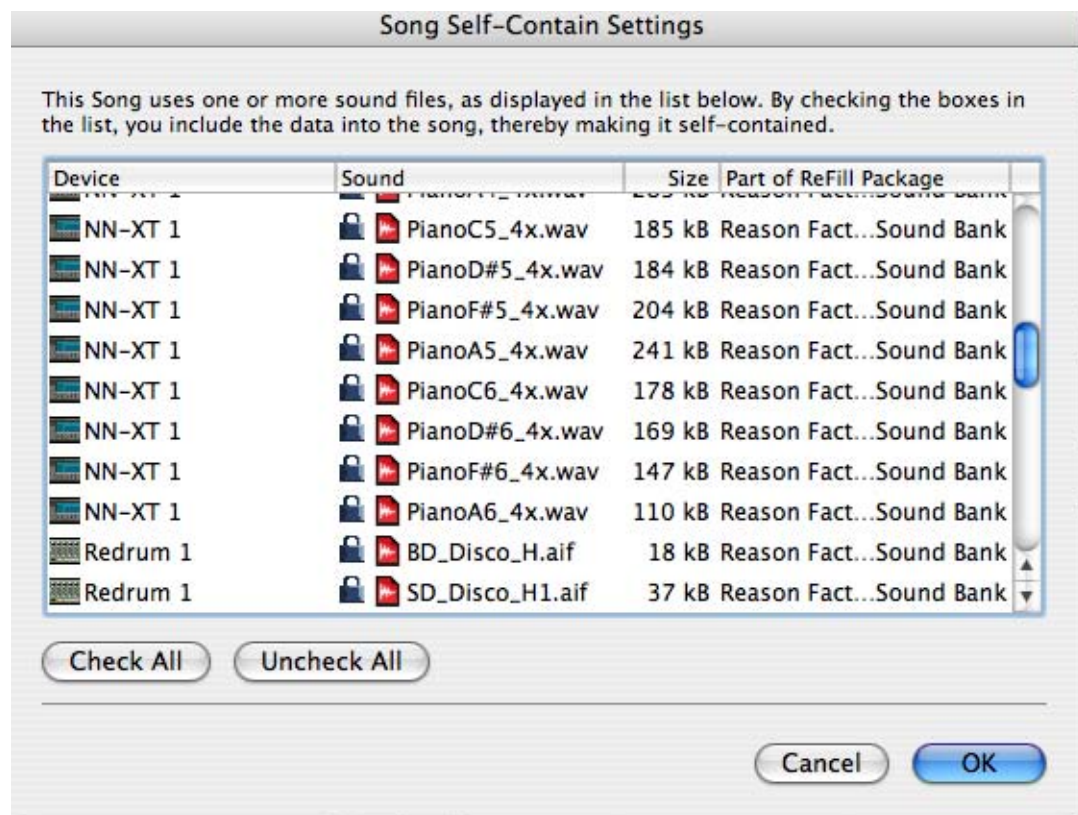 Song Self-Contain Settings
This Song uses one or more sound files, as displayed in the list below. By checking the boxes in
the list, you include the data into the song, thereby making it self-contained.
Device Sound Size Part of ReFill Package
NN-XT 1 PianoC5_4x.wav 185 kB Reason Fact...Sound Bank
NN-XT 1 PianoD#5_4x.wav 184 kB Reason Fact...Sound Bank
NN-XT 1 PianoF#5_4x.wav 204 kB Reason Fact...Sound Bank
NN-XT 1 PianoA5_4x.wav 241 kB Reason Fact...Sound Bank
NN-XT 1 PianoC6_4x.wav 178 kB Reason Fact...Sound Bank
NN-XT 1 PianoD#6_4x.wav 169 kB Reason Fact...Sound Bank
NN-XT 1 PianoF#6_4x.wav 147 kB Reason Fact...Sound Bank
NN-XT 1 PianoA6_4x.wav 110 kB Reason Fact...Sound Bank
Redrum 1 BD_Disco_H.aif 18 kB Reason Fact...Sound Bank
Redrum 1 SD_Disco_H1.aif 37 kB Reason Fact...Sound Bank
Check All Uncheck All
Cancel OK